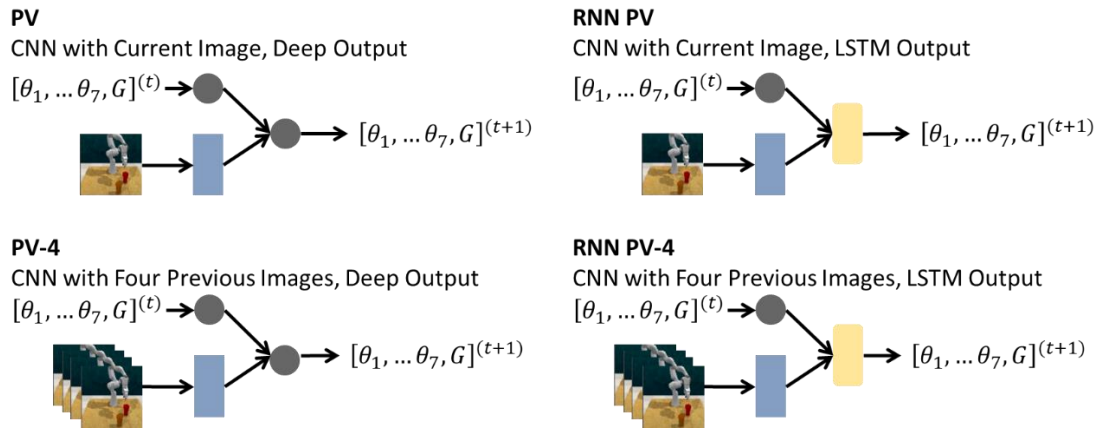 PV
CNN with Current Image, Deep Output
[θ₁, … θ₇, G]⁽ᵗ⁾
[θ₁, … θ₇, G]⁽ᵗ⁺¹⁾
RNN PV
CNN with Current Image, LSTM Output
[θ₁, … θ₇, G]⁽ᵗ⁾
[θ₁, … θ₇, G]⁽ᵗ⁺¹⁾
PV-4
CNN with Four Previous Images, Deep Output
[θ₁, … θ₇, G]⁽ᵗ⁾
[θ₁, … θ₇, G]⁽ᵗ⁺¹⁾
RNN PV-4
CNN with Four Previous Images, LSTM Output
[θ₁, … θ₇, G]⁽ᵗ⁾
[θ₁, … θ₇, G]⁽ᵗ⁺¹⁾